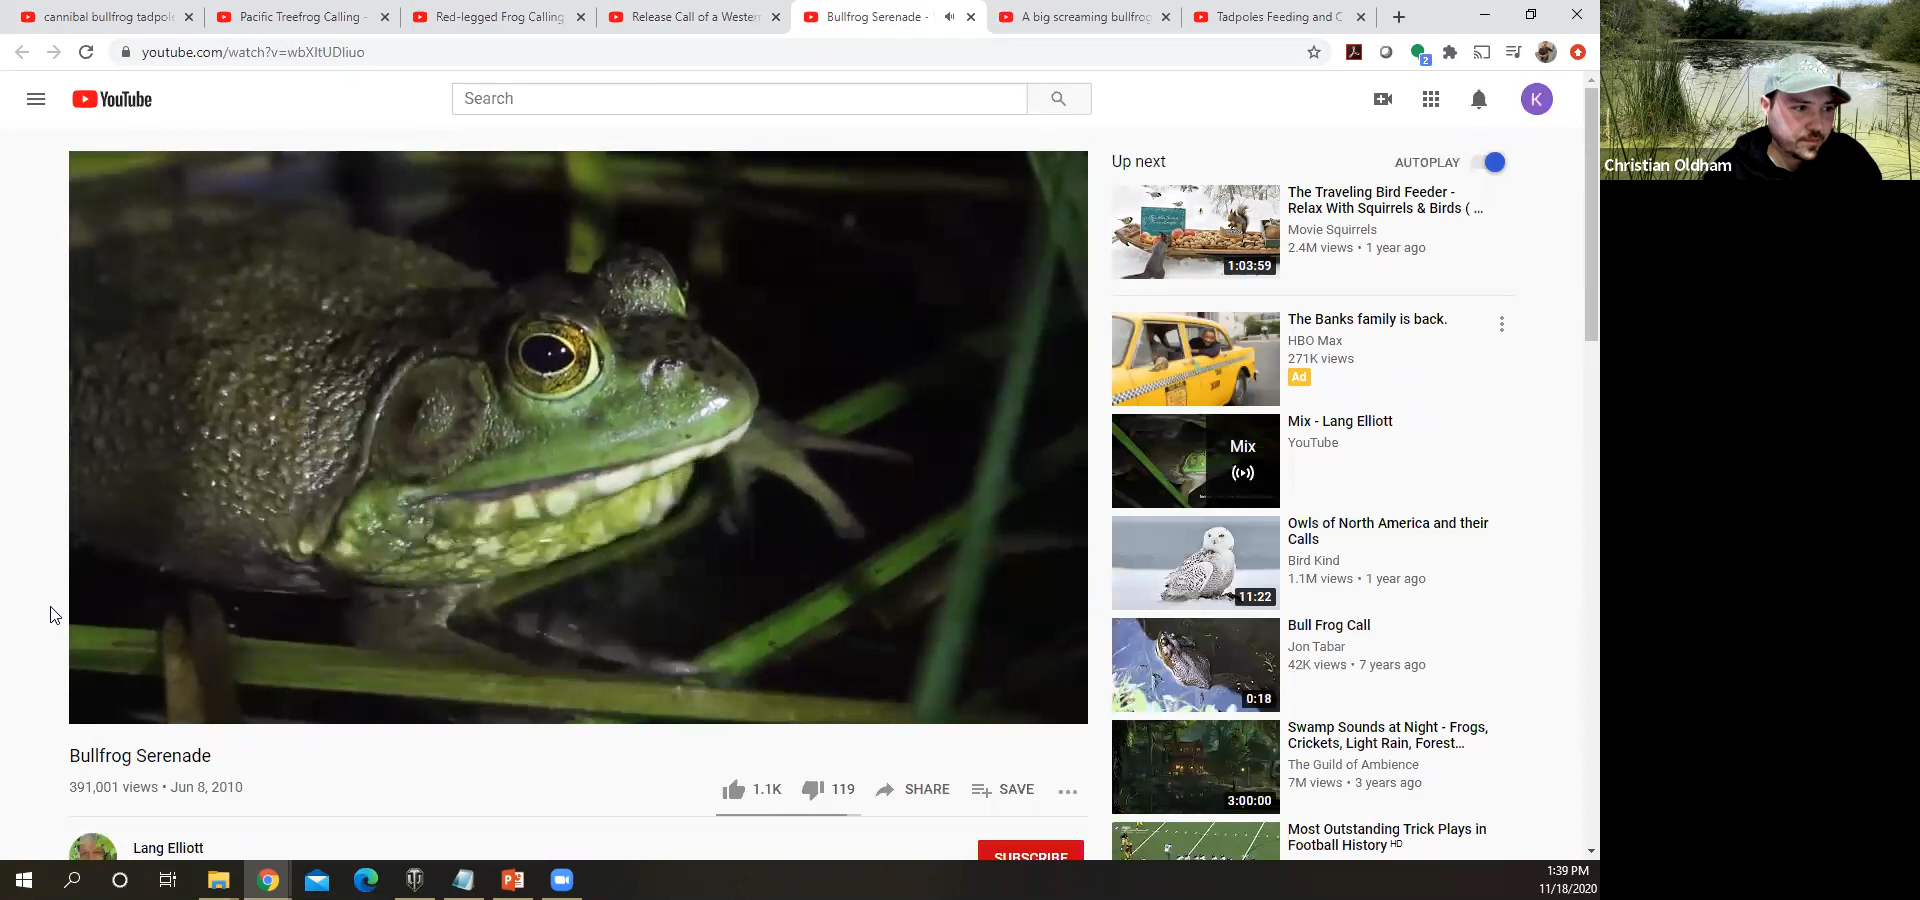 cannibal bullfrog tadpol
Pacific Treefrog Calling -
Red-legged Frog Calling
Release Call of a Wester
Bullfrog Serenade -
A big screaming bullfrog
Tadpoles Feeding and C
youtube.com/watch?v=wbXItUDliuo
2
YouTube
Search
K
Christian Oldham
Up next
AUTOPLAY
The Traveling Bird Feeder -
Relax With Squirrels & Birds ( ...
Movie Squirrels
2.4M views • 1 year ago
1:03:59
The Banks family is back.
HBO Max
271K views
Ad
Mix - Lang Elliott
YouTube
Mix
Owls of North America and their
Calls
Bird Kind
1.1M views • 1 year ago
11:22
Bull Frog Call
Jon Tabar
42K views • 7 years ago
0:18
Swamp Sounds at Night - Frogs,
Crickets, Light Rain, Forest...
The Guild of Ambience
7M views • 3 years ago
3:00:00
Most Outstanding Trick Plays in
Football History HD
Bullfrog Serenade
391,001 views • Jun 8, 2010
1.1K
119
SHARE
SAVE
Lang Elliott
SUBSCRIBE
1:39 PM
11/18/2020